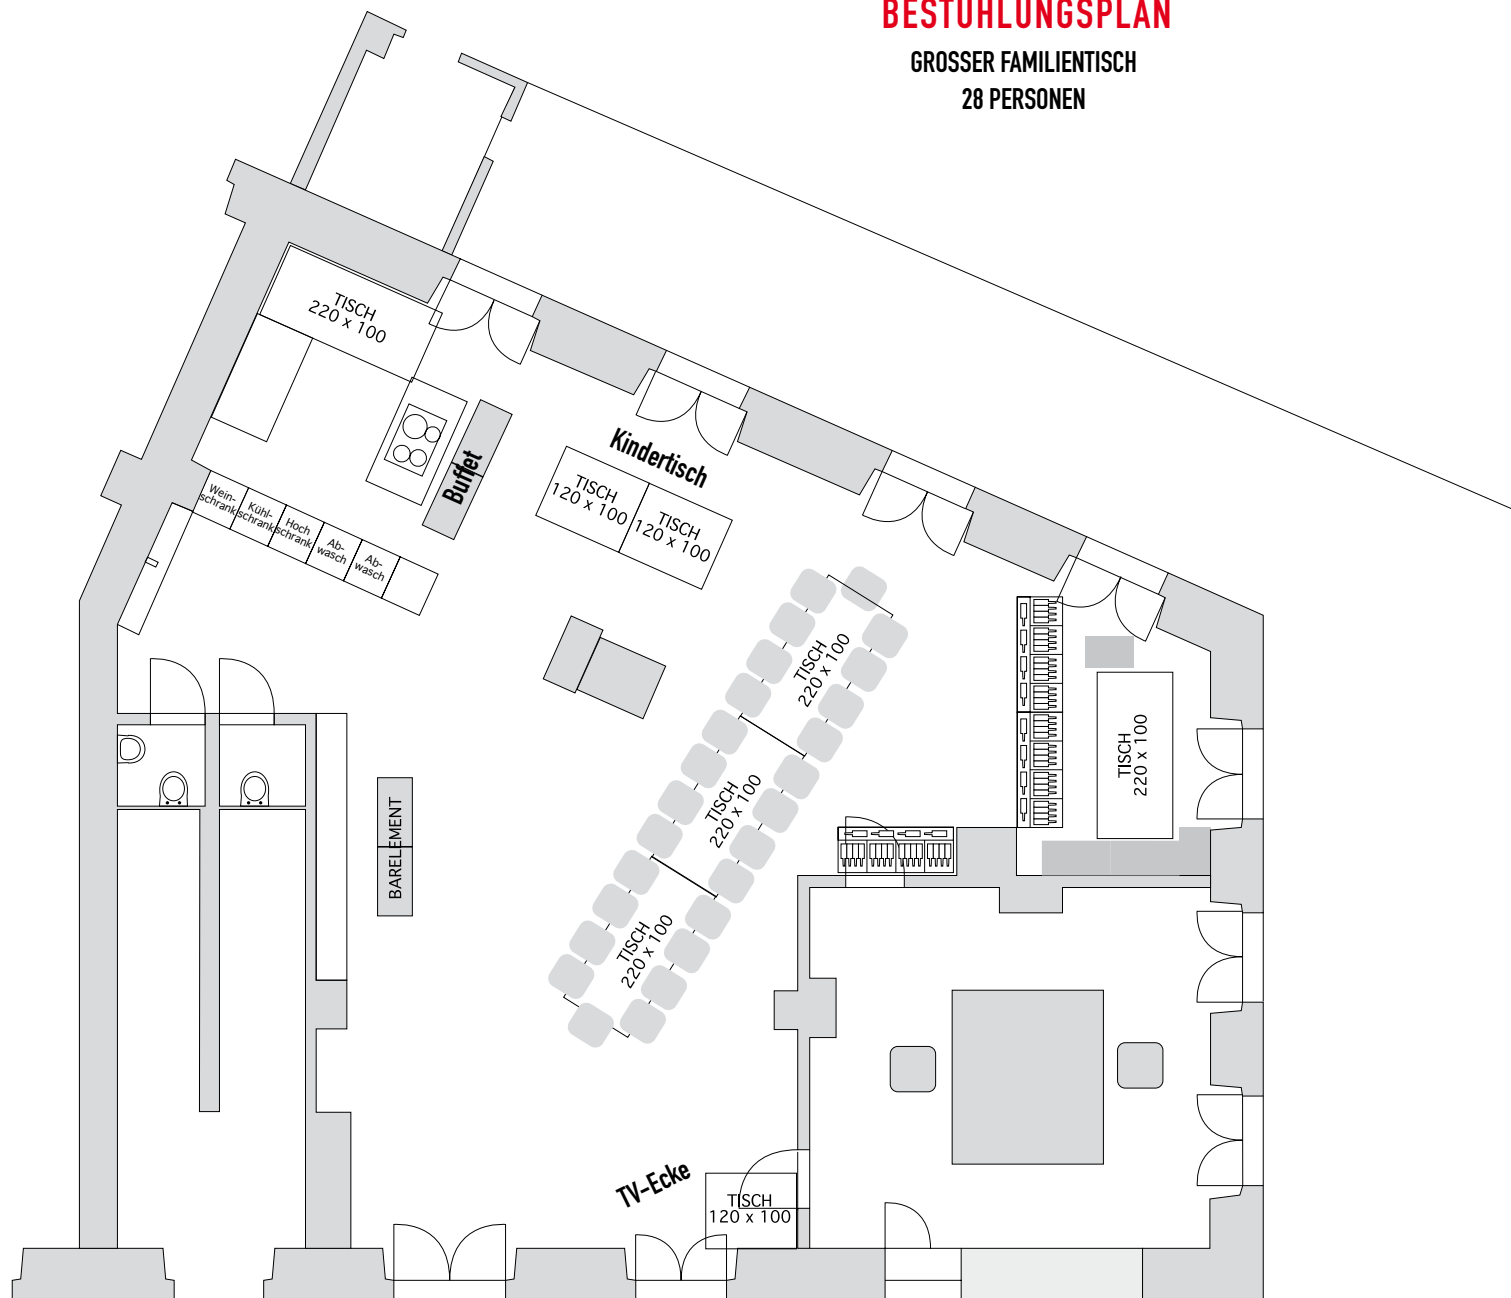 BESTUHLUNGSPLAN
GROSSER FAMILIENTISCH
28 PERSONEN
TISCH
220 x 100
Buffet
Kindertisch
TISCH
120 x 100
TISCH
120 x 100
Wein-
schrank
Kühl-
schrank
Hoch
schrank
Ab-
wasch
Ab-
wasch
TISCH
220 x 100
TISCH
220 x 100
TISCH
220 x 100
TISCH
220 x 100
BARELEMENT
TV-Ecke
TISCH
120 x 100